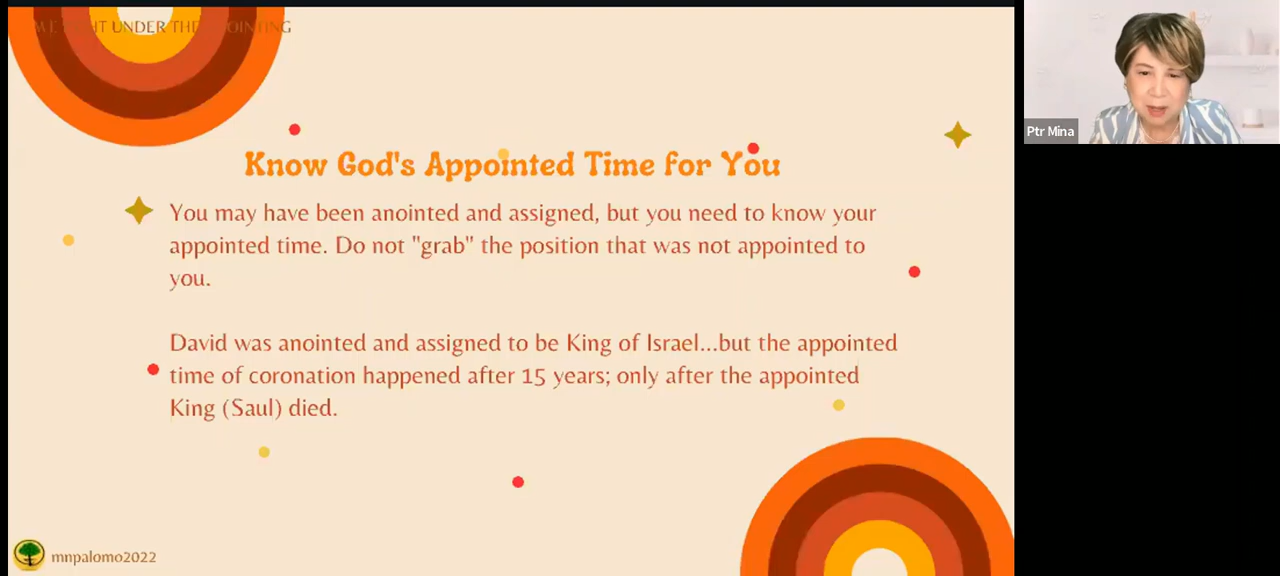 UNDER THE
Know God's Appointed Time for You
You may have been anointed and assigned, but you need to know your
appointed time. Do not "grab" the position that was not appointed to
you.
David was anointed and assigned to be King of Israel...but the appointed
time of coronation happened after 15 years; only after the appointed
King (Saul) died.
mnpalomo2022
Ptr Mina